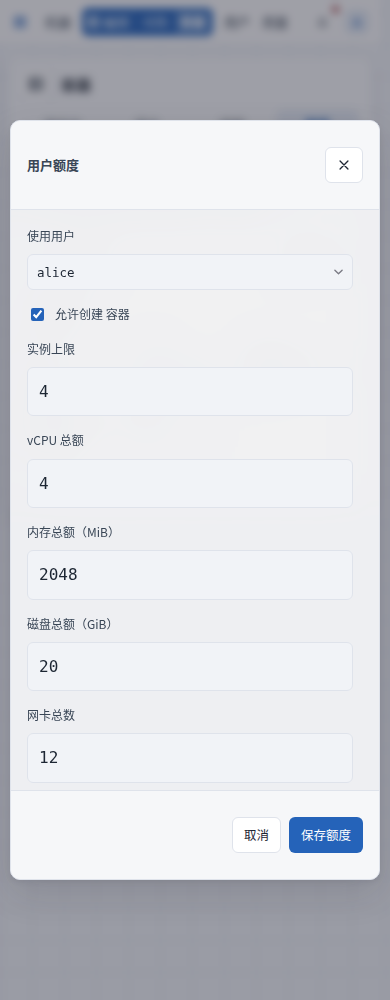 用户额度
使用用户
alice
允许创建 容器
实例上限
4
vCPU 总额
4
内存总额（MiB）
2048
磁盘总额（GiB）
20
网卡总数
12
取消
保存额度